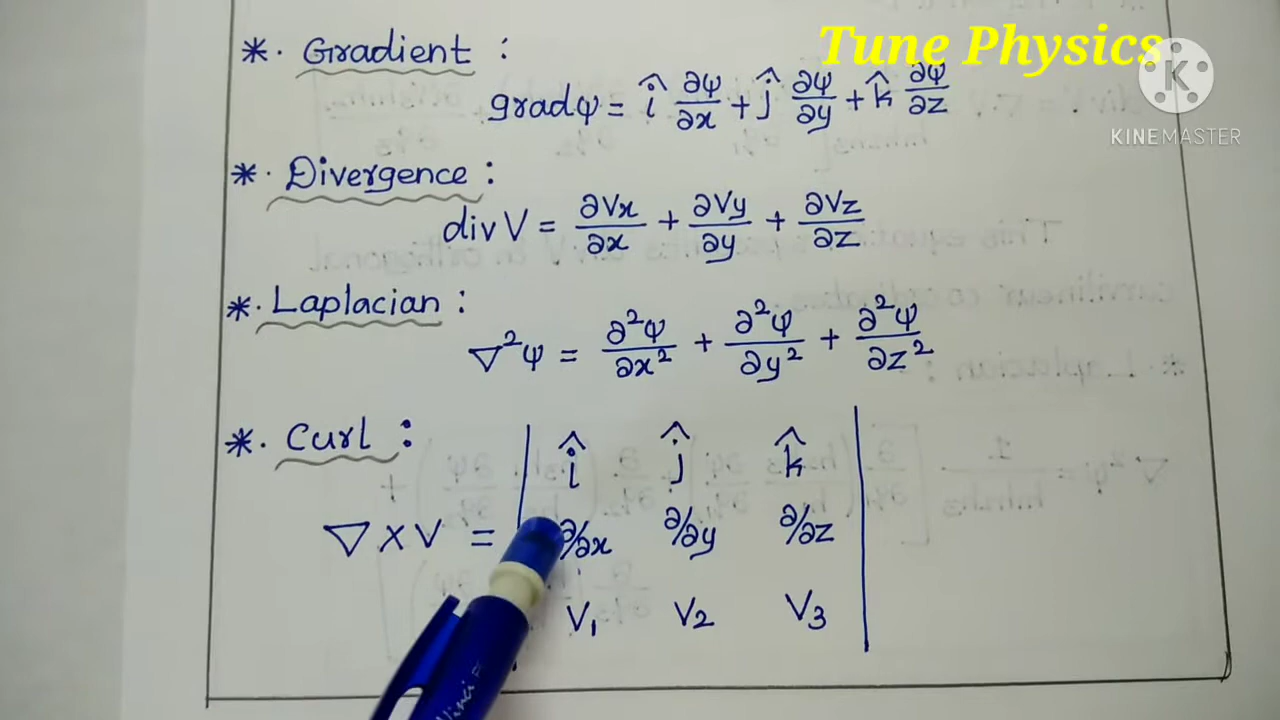 Tune Physics
K
KINEMASTER
*. Gradient :
gradψ = î ∂ψ/∂x + ĵ ∂ψ/∂y + k̂ ∂ψ/∂z
*. Divergence :
div V = ∂Vx/∂x + ∂Vy/∂y + ∂Vz/∂z
*. Laplacian :
∇²ψ = ∂²ψ/∂x² + ∂²ψ/∂y² + ∂²ψ/∂z²
*. Curl :
î ĵ k̂
∇ X V = ∂/∂x ∂/∂y ∂/∂z
V₁ V₂ V₃